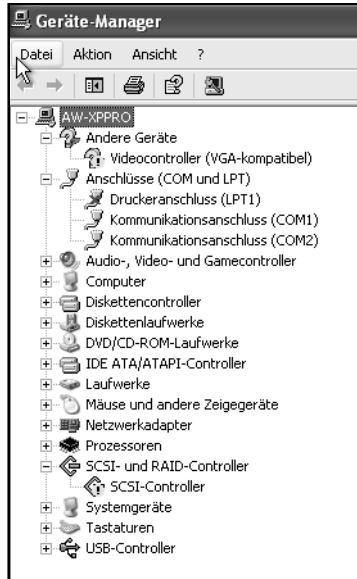 Geräte-Manager
Datei Aktion Ansicht ?
AW-XPPRO
Andere Geräte
Videocontroller (VGA-kompatibel)
Anschlüsse (COM und LPT)
Druckeranschluss (LPT1)
Kommunikationsanschluss (COM1)
Kommunikationsanschluss (COM2)
Audio-, Video- und Gamecontroller
Computer
Diskettencontroller
Diskettenlaufwerke
DVD/CD-ROM-Laufwerke
IDE ATA/ATAPI-Controller
Laufwerke
Mäuse und andere Zeigegeräte
Netzwerkadapter
Prozessoren
SCSI- und RAID-Controller
SCSI-Controller
Systemgeräte
Tastaturen
USB-Controller